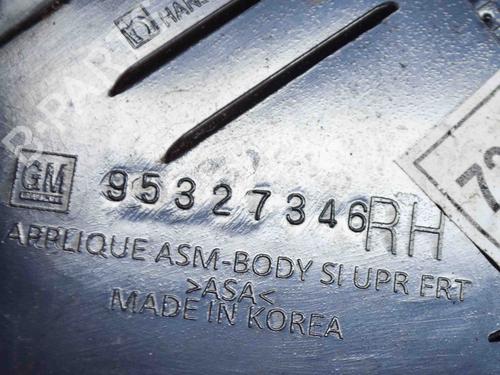 GM
95327346 RH
APPLIQUE ASM-BODY SI UPR FRT
>ASA<
MADE IN KOREA